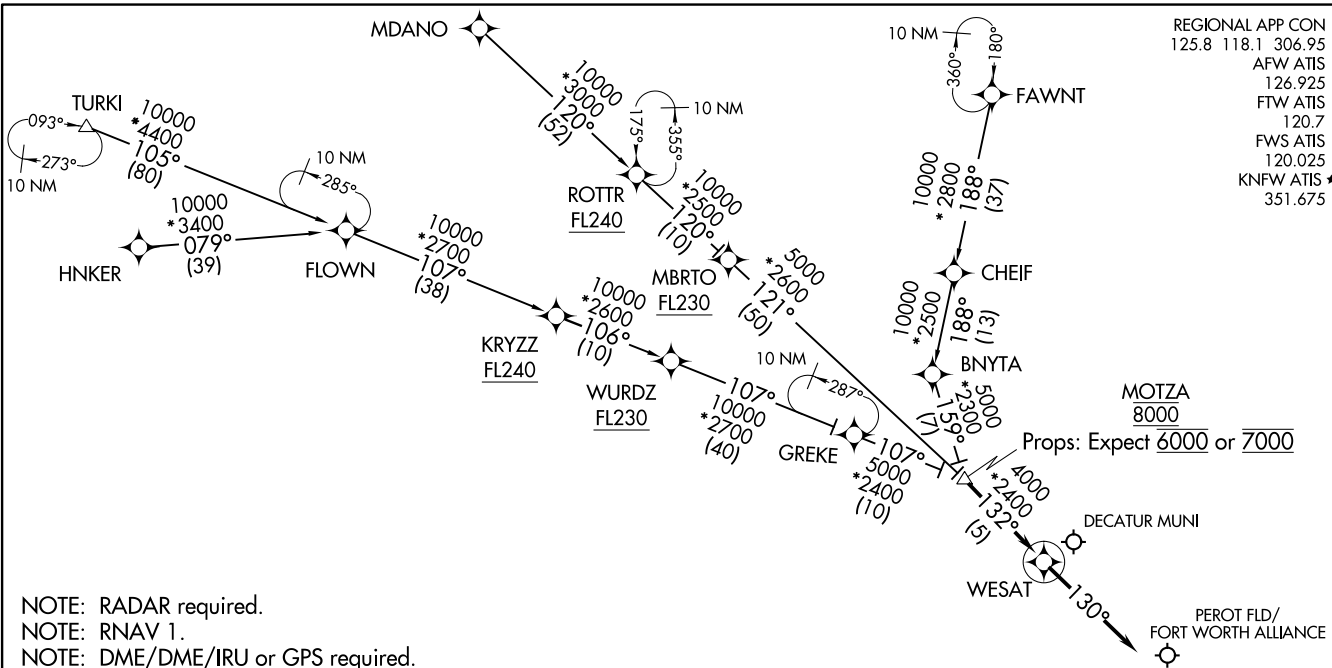 REGIONAL APP CON
125.8 118.1 306.95
AFW ATIS
126.925
FTW ATIS
120.7
FWS ATIS
120.025
KNFW ATIS ★
351.675
MDANO
10000
*3000
120°
(52)
10 NM
175°
355°
ROTTR
FL240
10000
*2500
120°
(10)
MBRTO
FL230
5000
*2600
121°
(50)
10 NM
360°
180°
FAWNT
10000
*2800
188°
(37)
CHEIF
10000
*2500
188°
(13)
BNYTA
5000
*2300
159°
(7)
TURKI
093°
273°
10 NM
10000
*4400
105°
(80)
HNKER
10000
*3400
079°
(39)
10 NM
285°
FLOWN
10000
*2700
107°
(38)
KRYZZ
FL240
10000
*2600
106°
(10)
WURDZ
FL230
107°
10000
*2700
(40)
10 NM
287°
GREKE
107°
5000
*2400
(10)
MOTZA
8000
Props: Expect 6000 or 7000
4000
*2400
132°
(5)
DECATUR MUNI
WESAT
130°
PEROT FLD/
FORT WORTH ALLIANCE
NOTE: RADAR required.
NOTE: RNAV 1.
NOTE: DME/DME/IRU or GPS required.